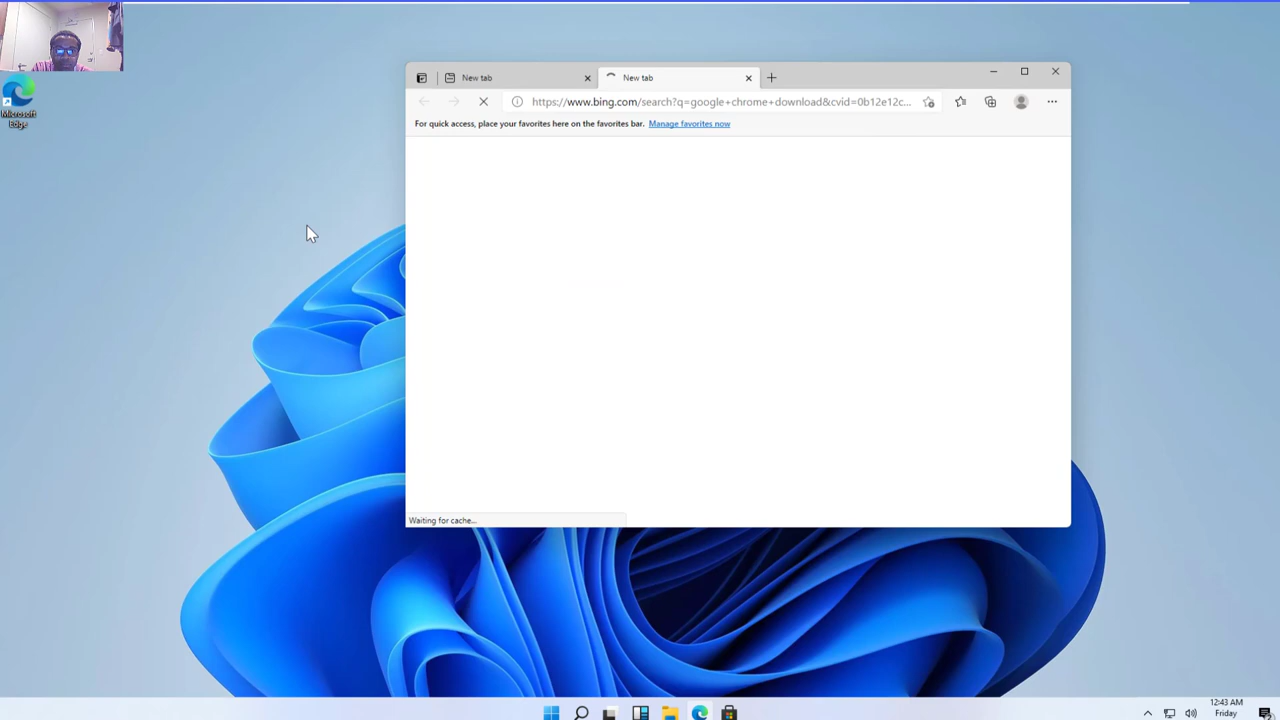 New tab
New tab
https://www.bing.com/search?q=google+chrome+download&cvid=0b12e12c...
For quick access, place your favorites here on the favorites bar. Manage favorites now
Microsoft
Edge
Waiting for cache...
12:43 AM
Friday